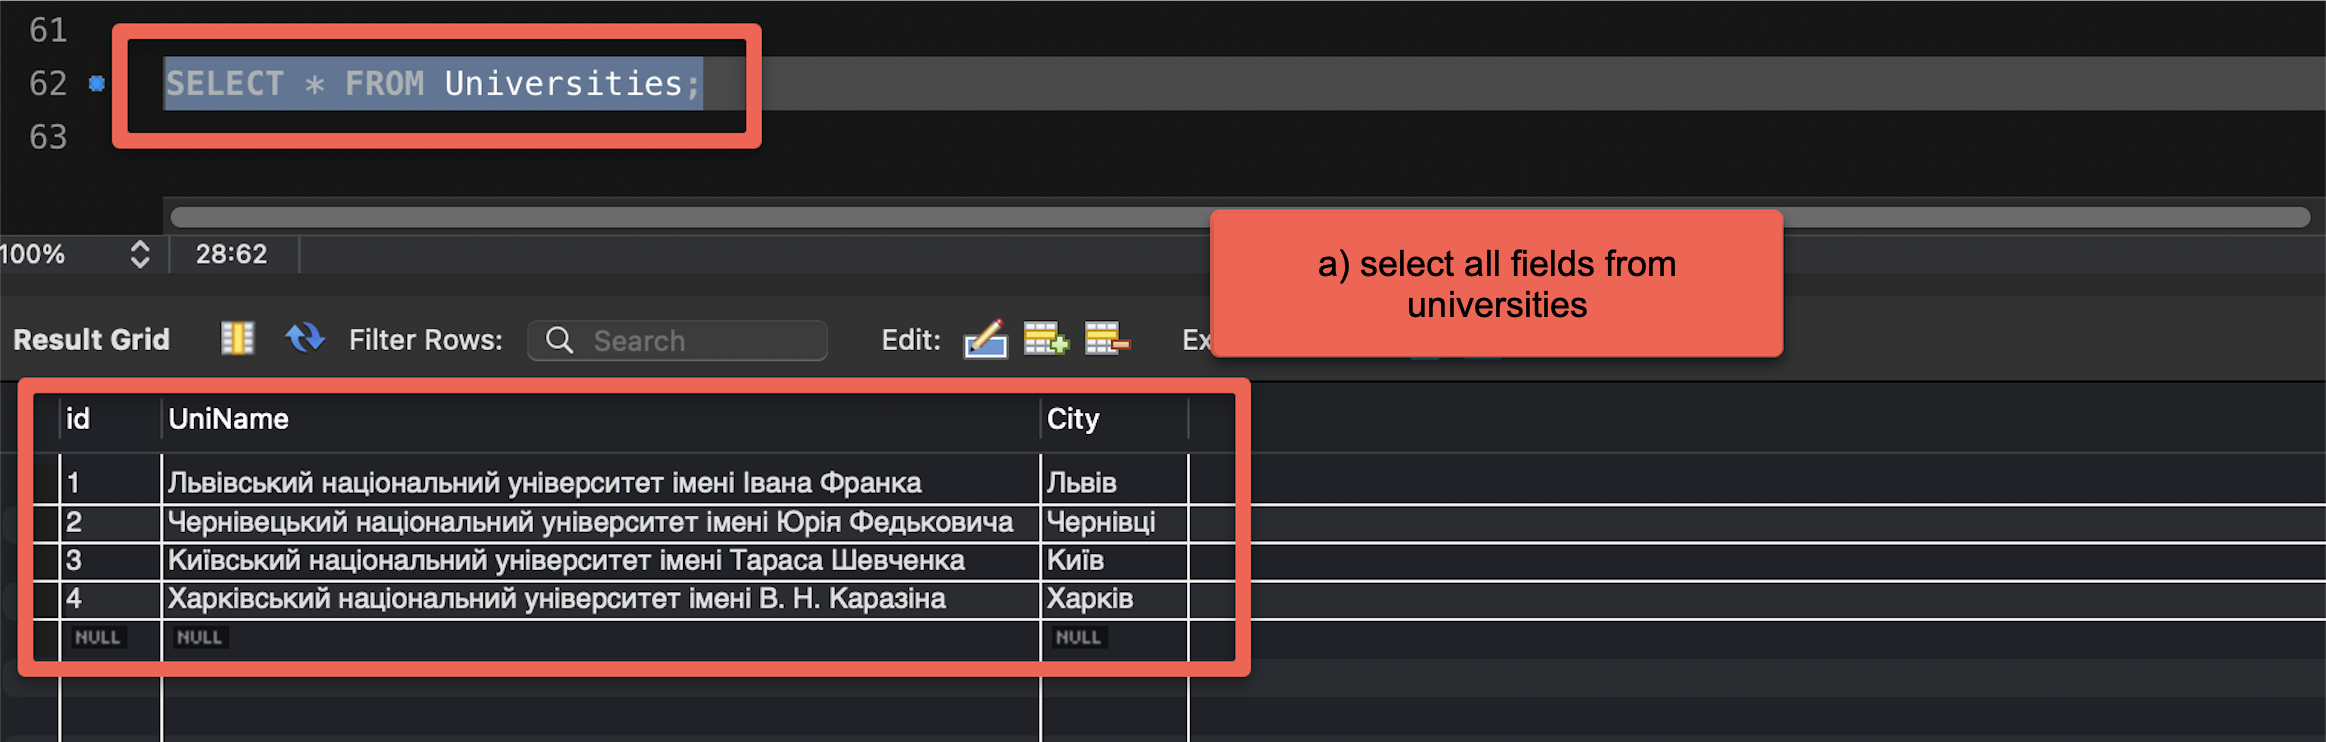 61
62 SELECT * FROM Universities;
63
100% 28:62
a) select all fields from
universities
Result Grid Filter Rows: Search Edit:
id UniName City
1 Львівський національний університет імені Івана Франка Львів
2 Чернівецький національний університет імені Юрія Федьковича Чернівці
3 Київський національний університет імені Тараса Шевченка Київ
4 Харківський національний університет імені В. Н. Каразіна Харків
NULL NULL NULL